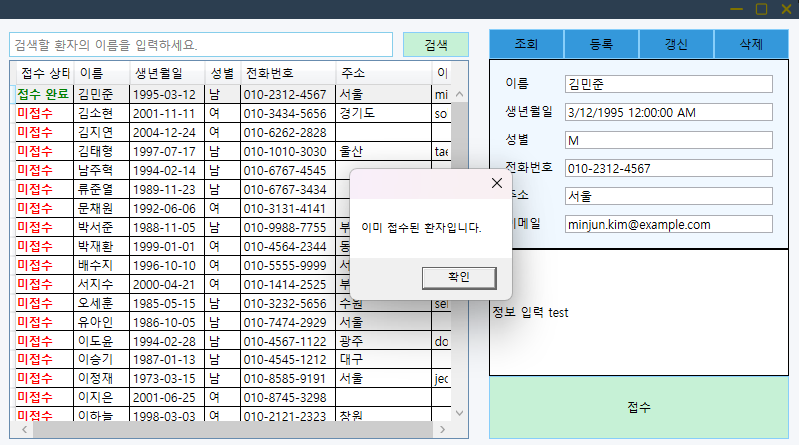 검색할 환자의 이름을 입력하세요. 검색
조회 등록 갱신 삭제
접수 상태 이름 생년월일 성별 전화번호 주소 이
접수 완료 김민준 1995-03-12 남 010-2312-4567 서울 mi
미접수 김소현 2001-11-11 여 010-3434-5656 경기도 so
미접수 김지연 2004-12-24 여 010-6262-2828
미접수 김태형 1997-07-17 남 010-1010-3030 울산 tae
미접수 남주혁 1994-02-14 남 010-6767-4545
미접수 류준열 1989-11-23 남 010-6767-3434
미접수 문채원 1992-06-06 여 010-3131-4141
미접수 박서준 1988-11-05 남 010-9988-7755 부
미접수 박재환 1999-01-01 여 010-4564-2344 동
미접수 배수지 1996-10-10 여 010-5555-9999 서
미접수 서지수 2000-04-21 여 010-1414-2525 부
미접수 오세훈 1985-05-15 남 010-3232-5656 수원 sel
미접수 유아인 1986-10-05 남 010-7474-2929 서울
미접수 이도윤 1994-02-28 남 010-4567-1122 광주 do
미접수 이승기 1987-01-13 남 010-4545-1212 대구
미접수 이정재 1973-03-15 남 010-8585-9191 서울 jeo
미접수 이지은 2001-06-25 여 010-8745-3298
미접수 이하늘 1998-03-03 여 010-2121-2323 창원
이름 김민준
생년월일 3/12/1995 12:00:00 AM
성별 M
전화번호 010-2312-4567
주소 서울
이메일 minjun.kim@example.com
이미 접수된 환자입니다.
확인
정보 입력 test
접수